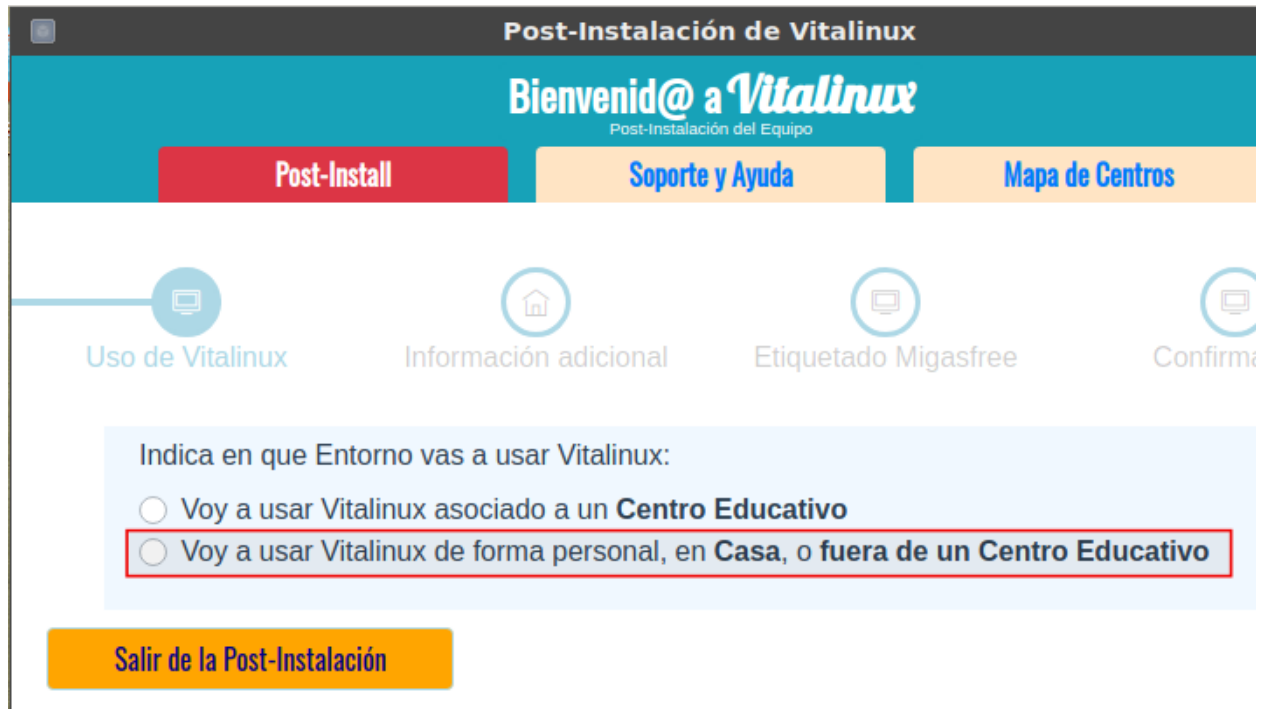 Post-Instalación de Vitalinux
Bienvenid@ a Vitalinux
Post-Instalación del Equipo
Post-Install
Soporte y Ayuda
Mapa de Centros
Uso de Vitalinux
Información adicional
Etiquetado Migasfree
Indica en que Entorno vas a usar Vitalinux:
Voy a usar Vitalinux asociado a un Centro Educativo
Voy a usar Vitalinux de forma personal, en Casa, o fuera de un Centro Educativo
Salir de la Post-Instalación